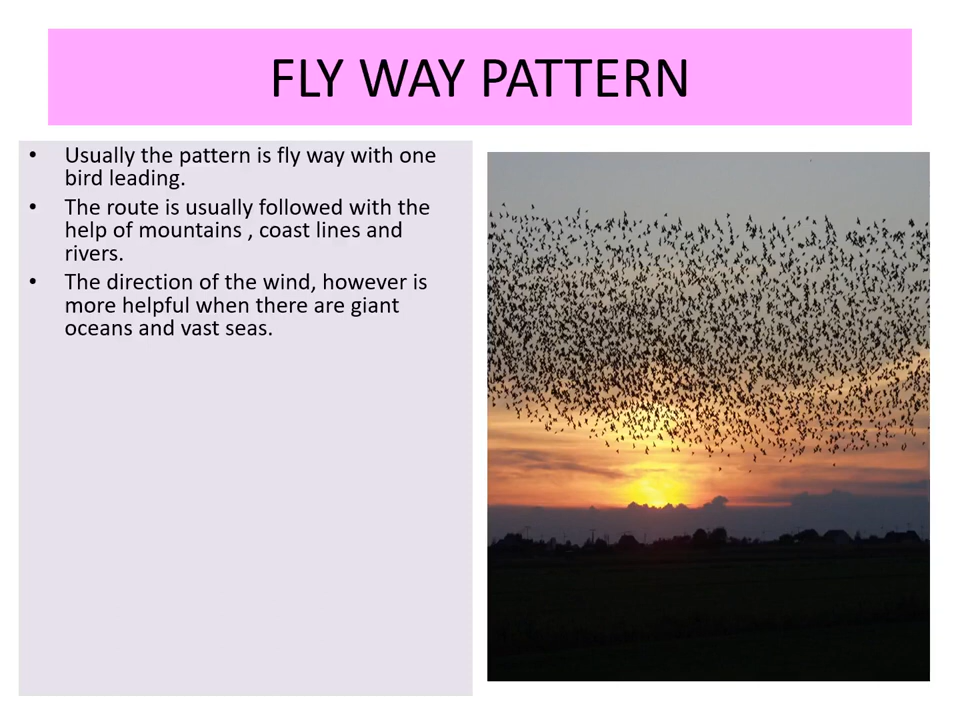 FLY WAY PATTERN
• Usually the pattern is fly way with one
bird leading.
• The route is usually followed with the
help of mountains , coast lines and
rivers.
• The direction of the wind, however is
more helpful when there are giant
oceans and vast seas.